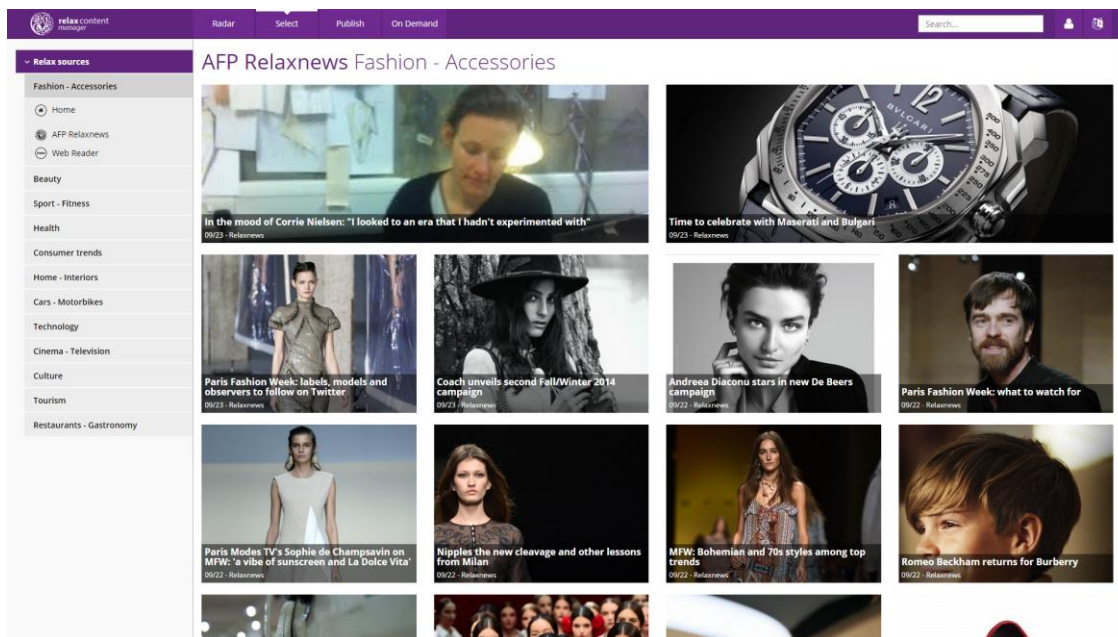 relax content
manager
Radar
Select
Publish
On Demand
Search...
Relax sources
Fashion - Accessories
Home
AFP Relaxnews
Web Reader
Beauty
Sport - Fitness
Health
Consumer trends
Home - Interiors
Cars - Motorbikes
Technology
Cinema - Television
Culture
Tourism
Restaurants - Gastronomy
AFP Relaxnews Fashion - Accessories
In the mood of Corrie Nielsen: "I looked to an era that I hadn't experimented with"
09/23 - Relaxnews
BVLGARI
Time to celebrate with Maserati and Bulgari
09/23 - Relaxnews
Paris Fashion Week: labels, models and
observers to follow on Twitter
09/23 - Relaxnews
Coach unveils second Fall/Winter 2014
campaign
09/23 - Relaxnews
Andreea Diaconu stars in new De Beers
campaign
09/22 - Relaxnews
Paris Fashion Week: what to watch for
09/22 - Relaxnews
Paris Modes TV's Sophie de Champsavin on
MFW: 'a vibe of sunscreen and La Dolce Vita'
09/22 - Relaxnews
Nipples the new cleavage and other lessons
from Milan
09/22 - Relaxnews
MFW: Bohemian and 70s styles among top
trends
09/22 - Relaxnews
Romeo Beckham returns for Burberry
09/22 - Relaxnews